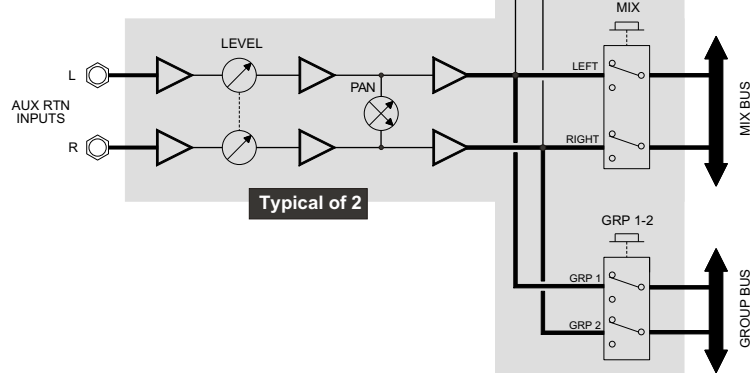 MIX
LEVEL
L
LEFT
PAN
AUX RTN
INPUTS
R
RIGHT
MIX BUS
Typical of 2
GRP 1-2
GRP 1
GRP 2
GROUP BUS